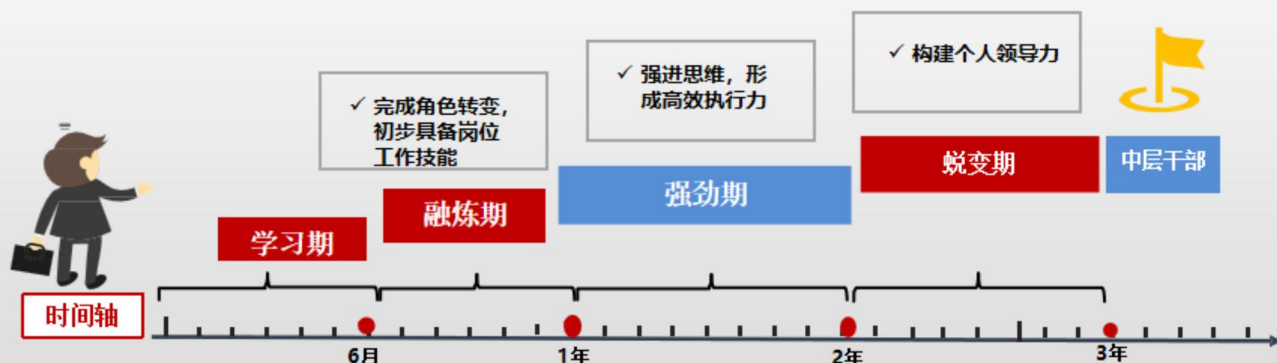 ✓ 构建个人领导力
✓ 强进思维，形
成高效执行力
✓ 完成角色转变，
初步具备岗位
工作技能
蜕变期
中层干部
强劲期
融炼期
学习期
时间轴
6月
1年
2年
3年